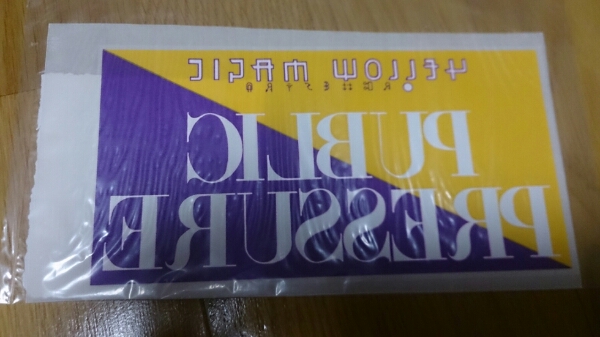 YELLOW MAGIC
ORCHESTRA
PUBLIC
PRESSURE